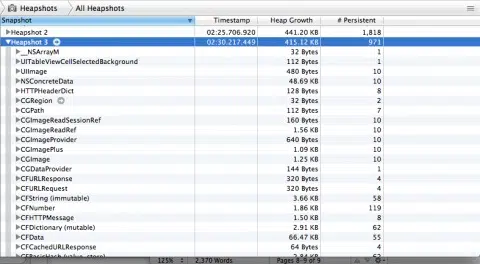 Heapshots All Heapshots
Snapshot Timestamp Heap Growth # Persistent
Heapshot 2 02:25.706.920 441.20 KB 1,818
Heapshot 3 02:30.217.449 415.12 KB 971
__NSArrayM 32 Bytes 1
UITableViewCellSelectedBackground 112 Bytes 1
UIImage 480 Bytes 10
NSConcreteData 48.69 KB 10
HTTPHeaderDict 128 Bytes 8
CGRegion 32 Bytes 2
CGPath 112 Bytes 7
CGImageReadSessionRef 160 Bytes 10
CGImageReadRef 1.56 KB 10
CGImageProvider 640 Bytes 10
CGImagePlus 1.09 KB 10
CGImage 1.25 KB 10
CGDataProvider 144 Bytes 1
CFURLResponse 320 Bytes 4
CFURLRequest 320 Bytes 4
CFString (immutable) 3.66 KB 58
CFNumber 1.86 KB 119
CFHTTPMessage 1.50 KB 8
CFDictionary (mutable) 2.91 KB 62
CFData 66.47 KB 55
CFCachedURLResponse 64 Bytes 4
CFBasicHash (value-store) 2.84 KB 62
125% 2,370 Words Pages 8-9 of 9